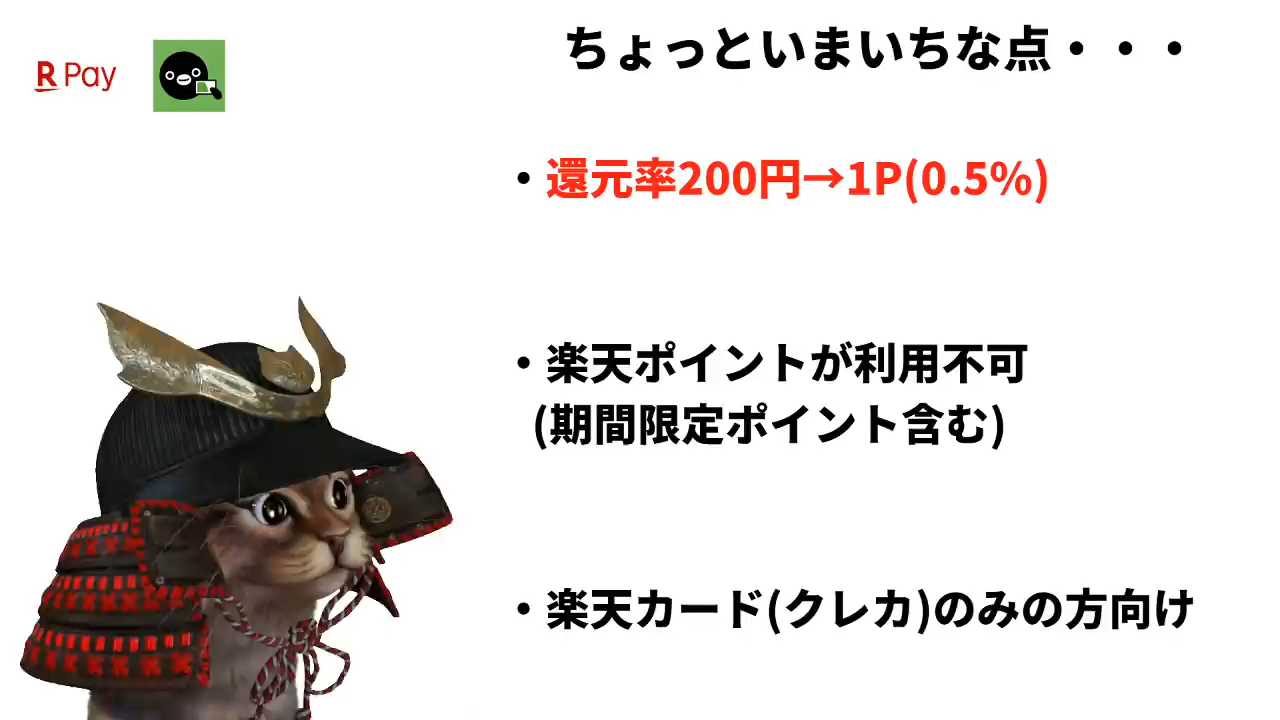 R Pay
ちょっといまいちな点・・・
・還元率200円→1P(0.5%)
・楽天ポイントが利用不可
(期間限定ポイント含む)
・楽天カード(クレカ)のみの方向け